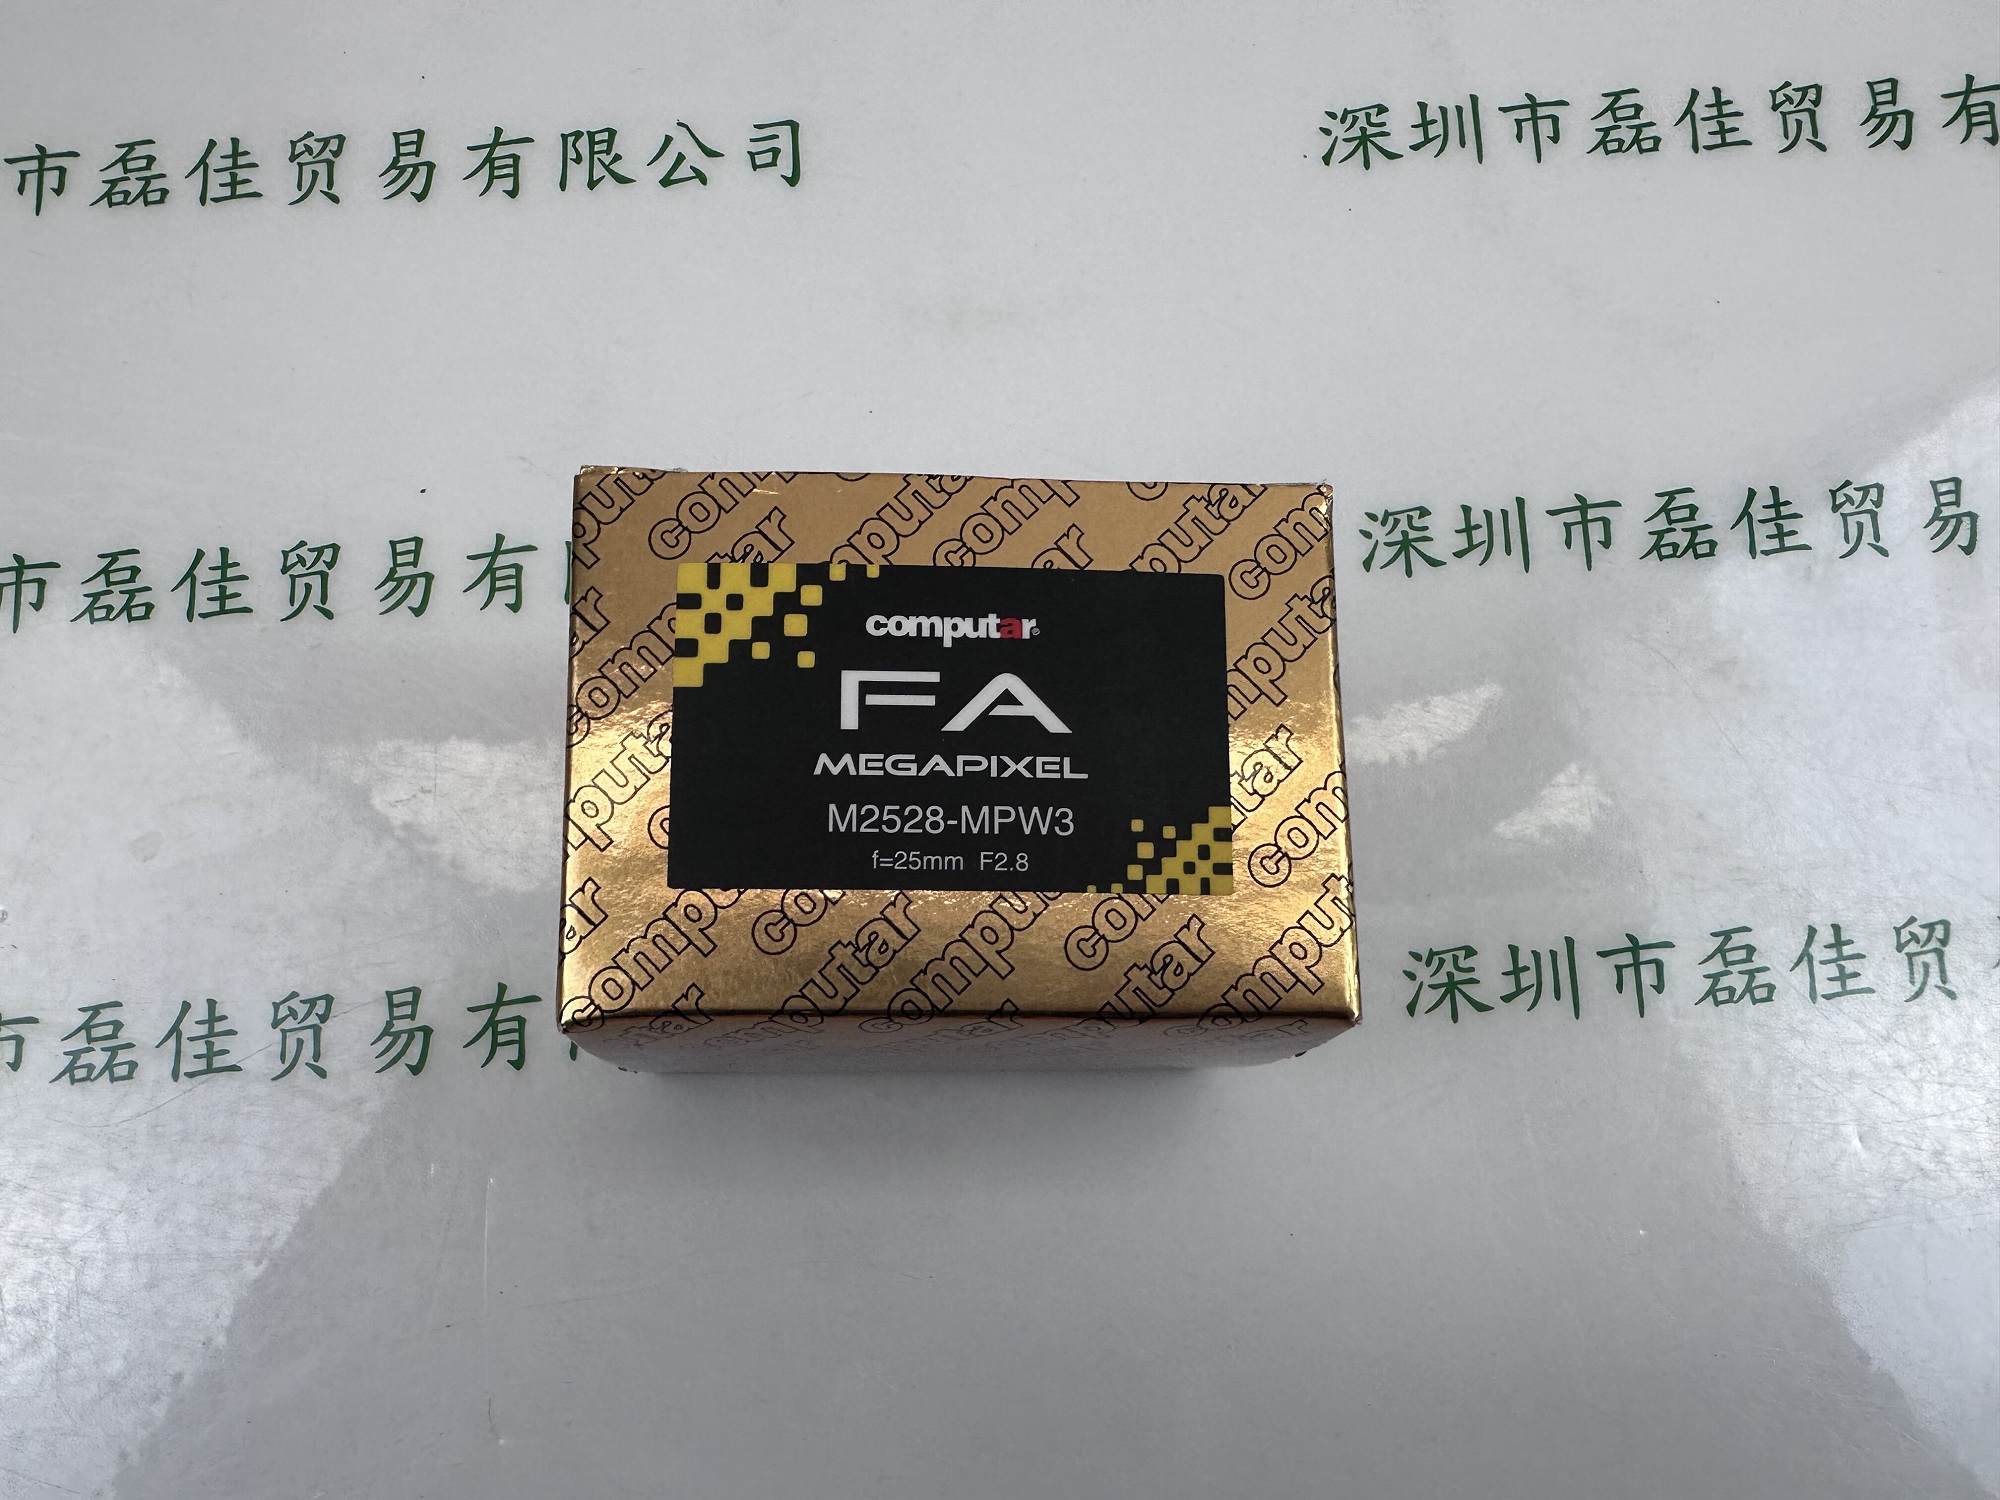 市磊佳贸易有限公司
深圳市磊佳贸易有
市磊佳贸易有
深圳市磊佳贸易
computar
FA
MEGAPIXEL
M2528-MPW3
f=25mm F2.8
市磊佳贸易有
深圳市磊佳贸